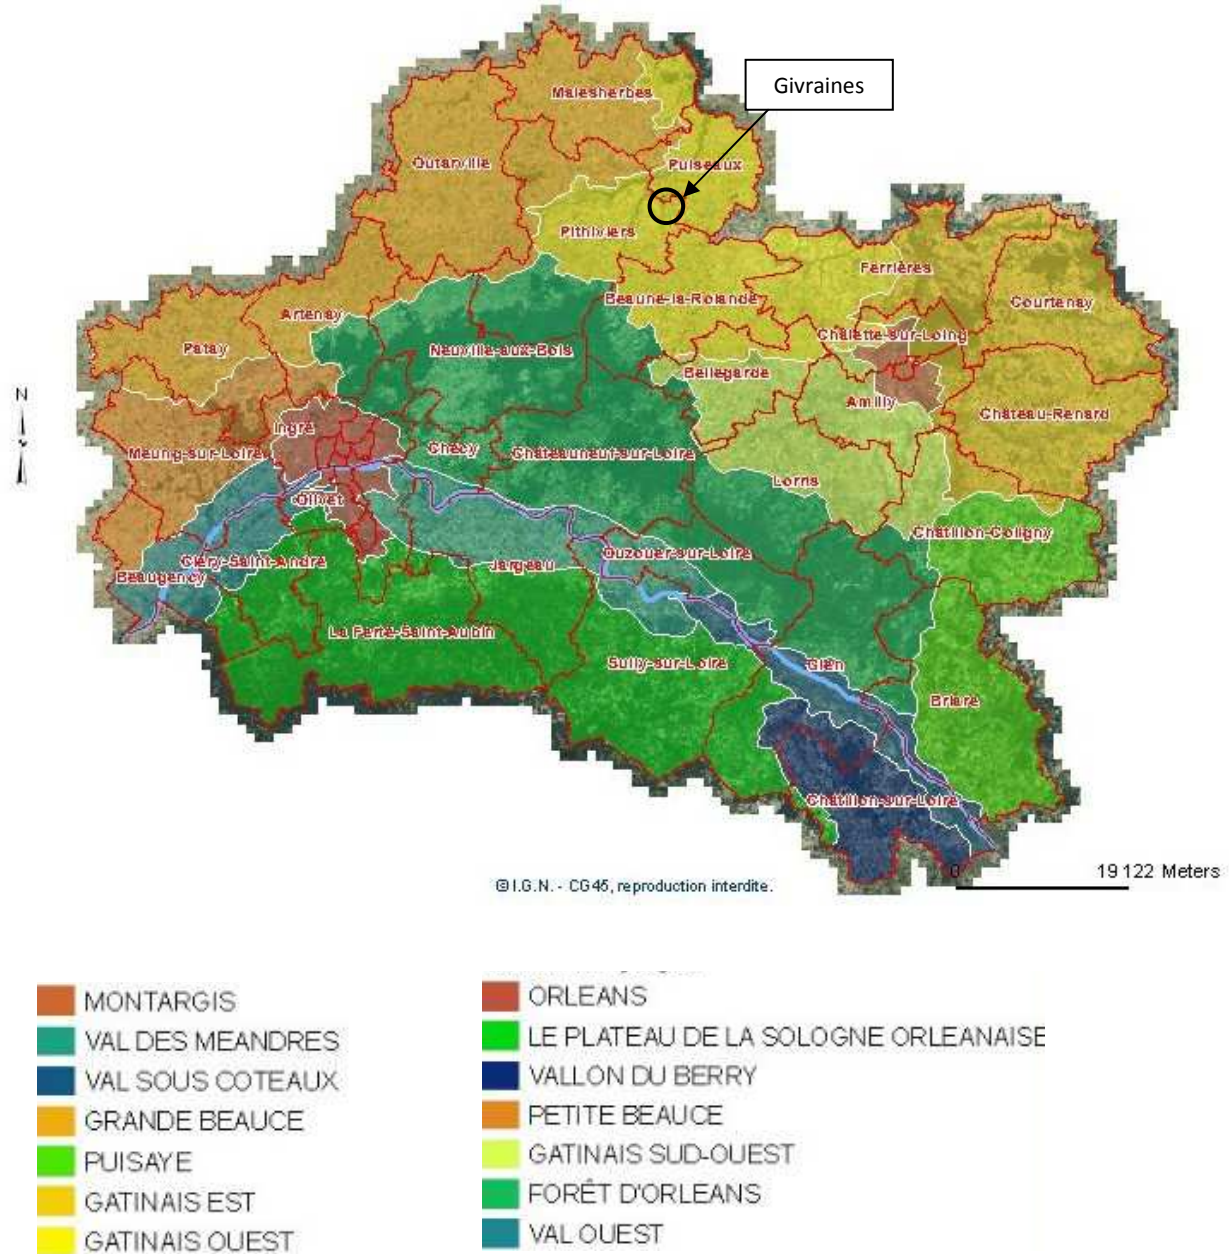 Givraines
Malesherbes
Outarville
Puiseaux
Pithiviers
Ferrières
Beaune-la-Rolande
Courtenay
Artenay
Châlette-sur-Loing
Patay
Neuville-aux-Bois
Bellegarde
N
Amilly
Château-Renard
Ingré
Meung-sur-Loire
Chécy
Châteauneuf-sur-Loire
Lorris
Olivet
Châtillon-Coligny
Ouzouer-sur-Loire
Cléry-Saint-André
Jargeau
Beaugency
La Ferté-Saint-Aubin
Sully-sur-Loire
Gien
Briare
Châtillon-sur-Loire
0
19 122 Meters
©I.G.N. - CG45, reproduction interdite.
MONTARGIS
VAL DES MEANDRES
VAL SOUS COTEAUX
GRANDE BEAUCE
PUISAYE
GATINAIS EST
GATINAIS OUEST
ORLEANS
LE PLATEAU DE LA SOLOGNE ORLEANAISE
VALLON DU BERRY
PETITE BEAUCE
GATINAIS SUD-OUEST
FORÊT D'ORLEANS
VAL OUEST